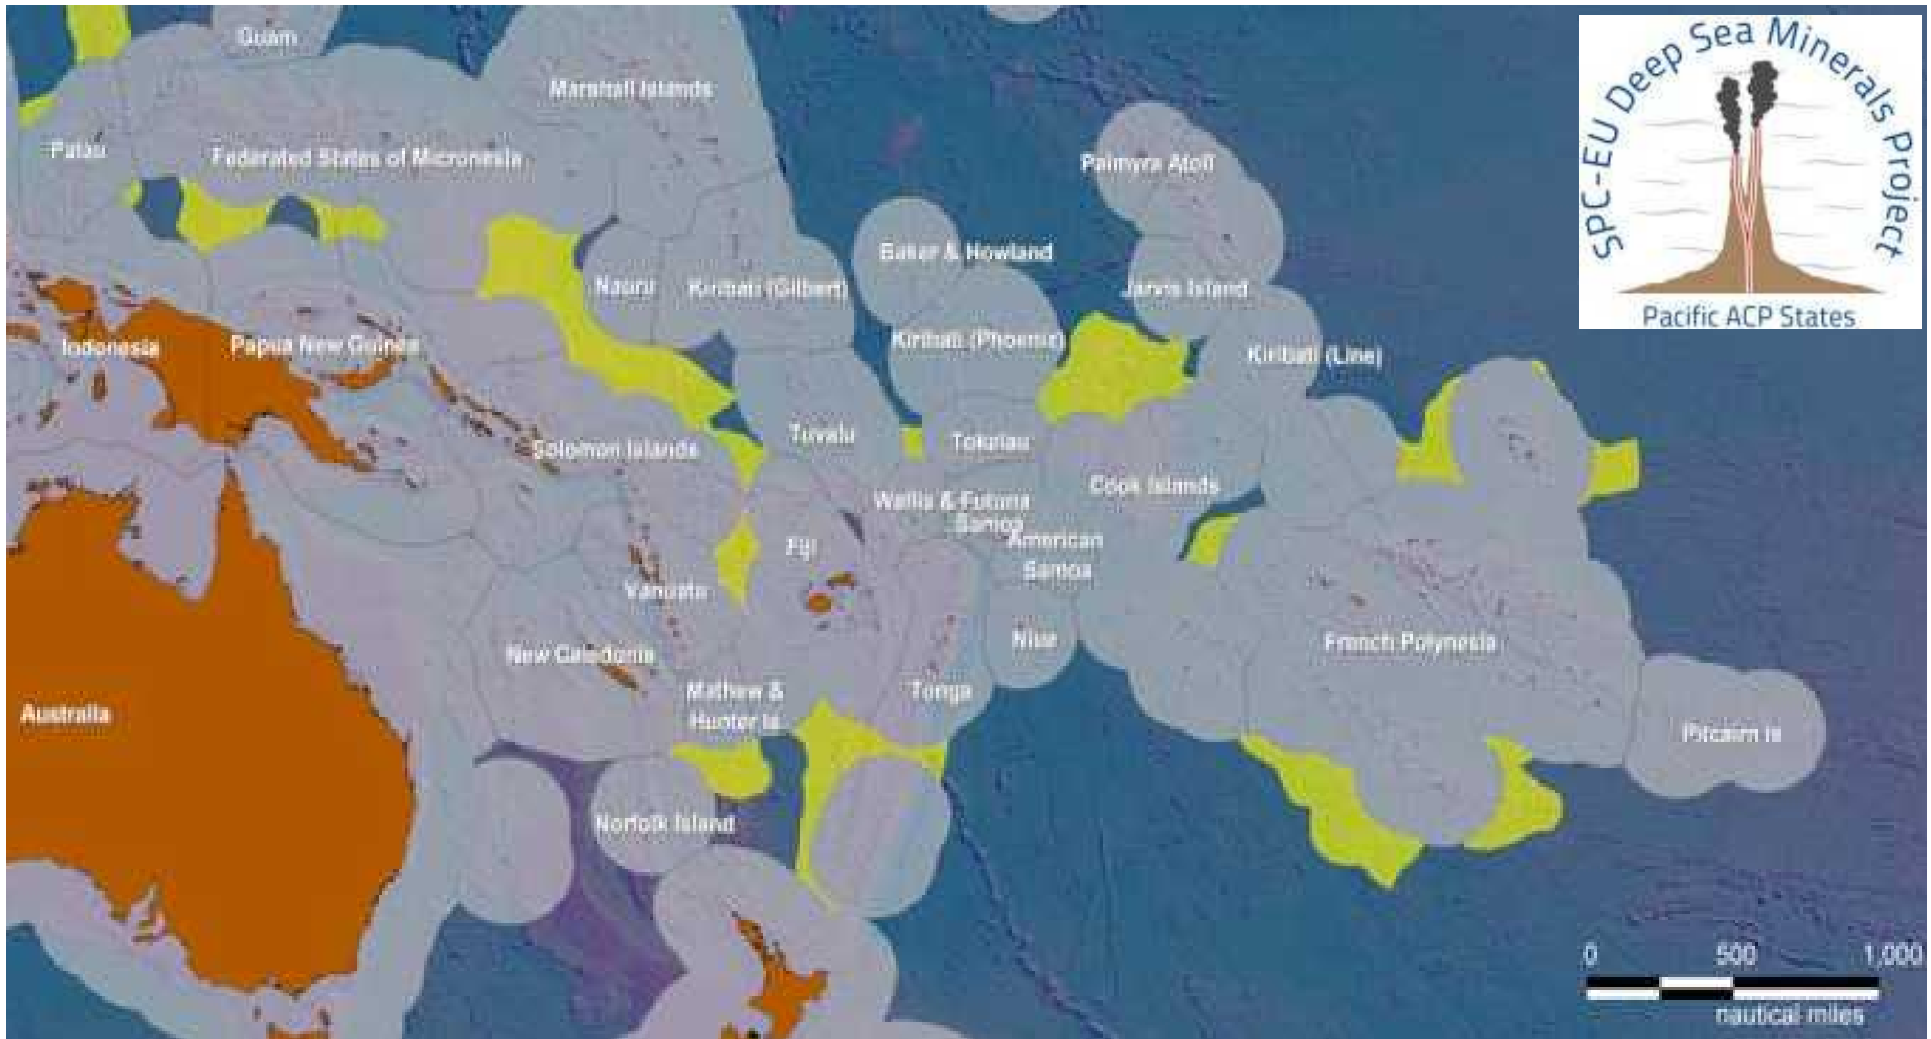 Guam
SPC-EU Deep Sea Minerals Project
Pacific ACP States
Marshall Islands
Palau
Federated States of Micronesia
Palmyra Atoll
Baker & Howland
Nauru
Kiribati (Gilbert)
Jarvis Island
Indonesia
Papua New Guinea
Kiribati (Phoenix)
Kiribati (Line)
Solomon Islands
Tuvalu
Tokelau
Cook Islands
Wallis & Futuna
Samoa
American
Samoa
Fiji
Vanuatu
New Caledonia
Niue
French Polynesia
Mathew &
Hunter Is
Tonga
Australia
Pitcairn Is
Norfolk Island
0 500 1,000
nautical miles